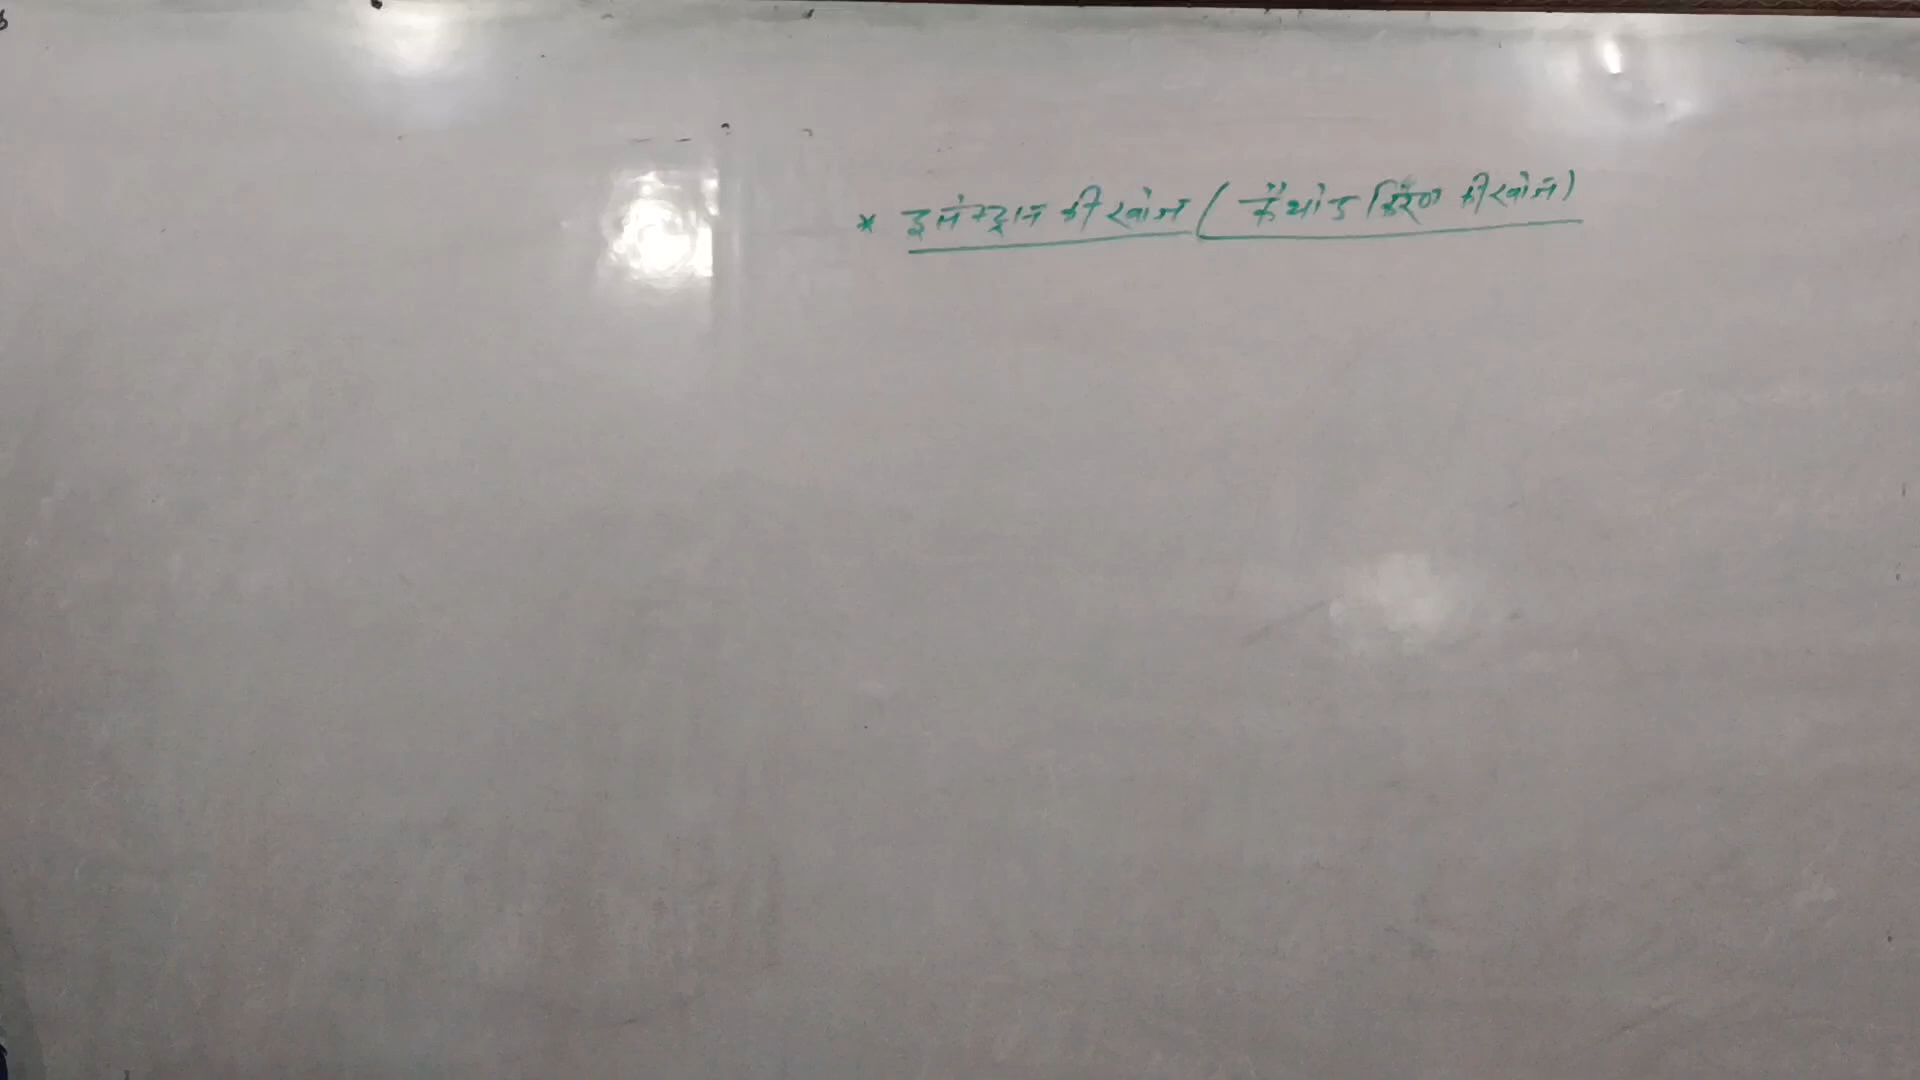 * इलेक्ट्रान की खोज ( कैथोड किरण की खोज )